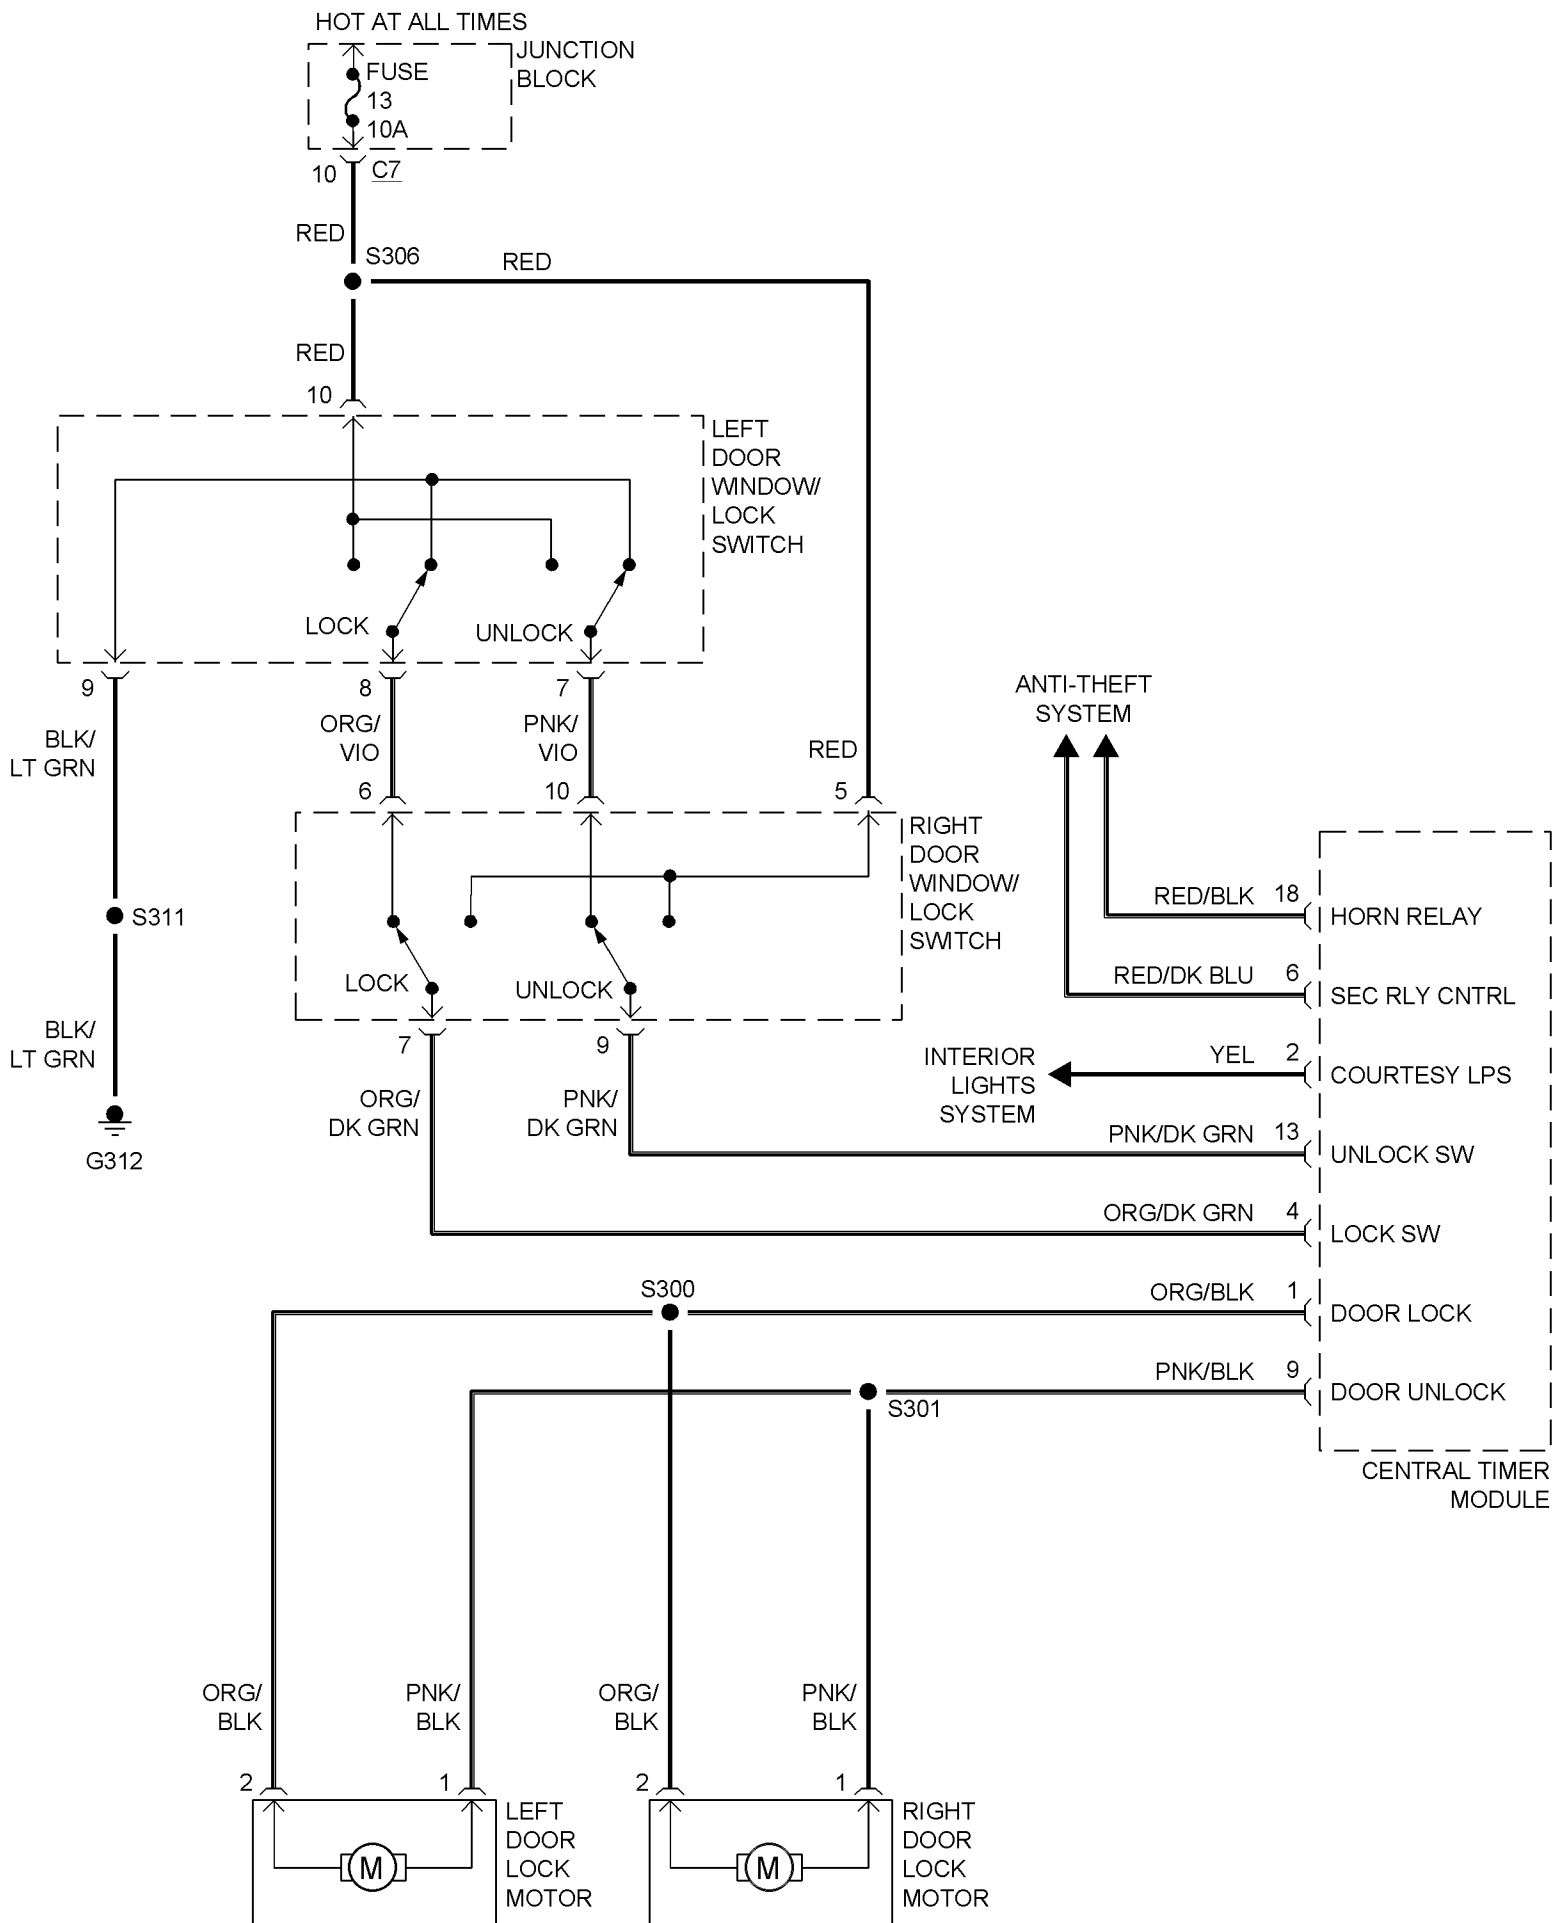 HOT AT ALL TIMES
JUNCTION
BLOCK
FUSE
13
10A
10
C7
RED
S306
RED
RED
10
LEFT
DOOR
WINDOW/
LOCK
SWITCH
LOCK
UNLOCK
9
8
7
BLK/
LT GRN
ORG/
VIO
PNK/
VIO
RED
6
10
5
ANTI-THEFT
SYSTEM
RIGHT
DOOR
WINDOW/
LOCK
SWITCH
LOCK
UNLOCK
S311
RED/BLK
18
HORN RELAY
RED/DK BLU
6
SEC RLY CNTRL
7
9
BLK/
LT GRN
INTERIOR
LIGHTS
SYSTEM
YEL
2
COURTESY LPS
ORG/
DK GRN
PNK/
DK GRN
G312
PNK/DK GRN
13
UNLOCK SW
ORG/DK GRN
4
LOCK SW
S300
ORG/BLK
1
DOOR LOCK
PNK/BLK
9
DOOR UNLOCK
S301
CENTRAL TIMER
MODULE
ORG/
BLK
PNK/
BLK
ORG/
BLK
PNK/
BLK
2
1
2
1
M
LEFT
DOOR
LOCK
MOTOR
M
RIGHT
DOOR
LOCK
MOTOR